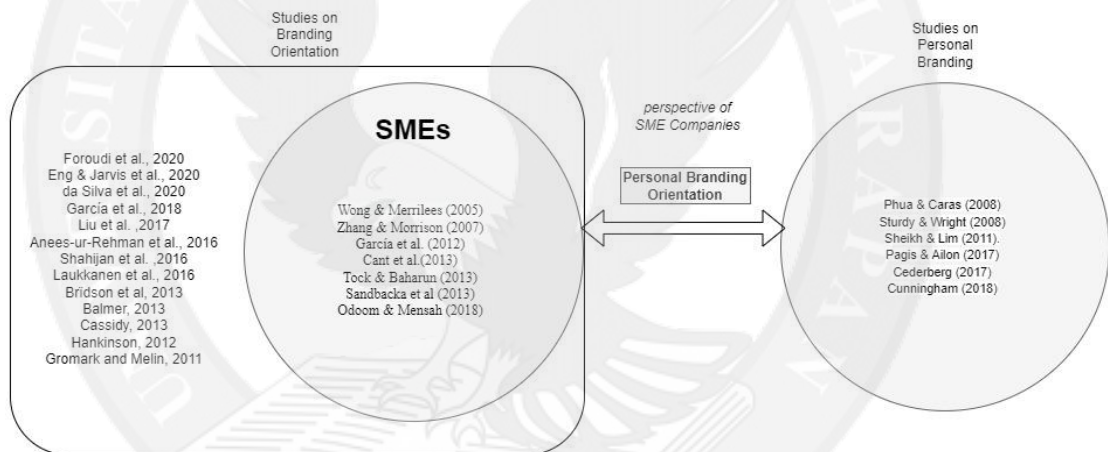 Studies on
Branding
Orientation
SMEs
Foroudi et al., 2020
Eng & Jarvis et al., 2020
da Silva et al., 2020
García et al., 2018
Liu et al. ,2017
Anees-ur-Rehman et al., 2016
Shahijan et al. ,2016
Laukkanen et al., 2016
Bridson et al, 2013
Balmer, 2013
Cassidy, 2013
Hankinson, 2012
Gromark and Melin, 2011
Wong & Merrilees (2005)
Zhang & Morrison (2007)
García et al. (2012)
Cant et al.(2013)
Tock & Baharun (2013)
Sandbacka et al (2013)
Odoom & Mensah (2018)
perspective of
SME Companies
Personal Branding
Orientation
Studies on
Personal
Branding
Phua & Caras (2008)
Sturdy & Wright (2008)
Sheikh & Lim (2011).
Pagis & Ailon (2017)
Cederberg (2017)
Cunningham (2018)